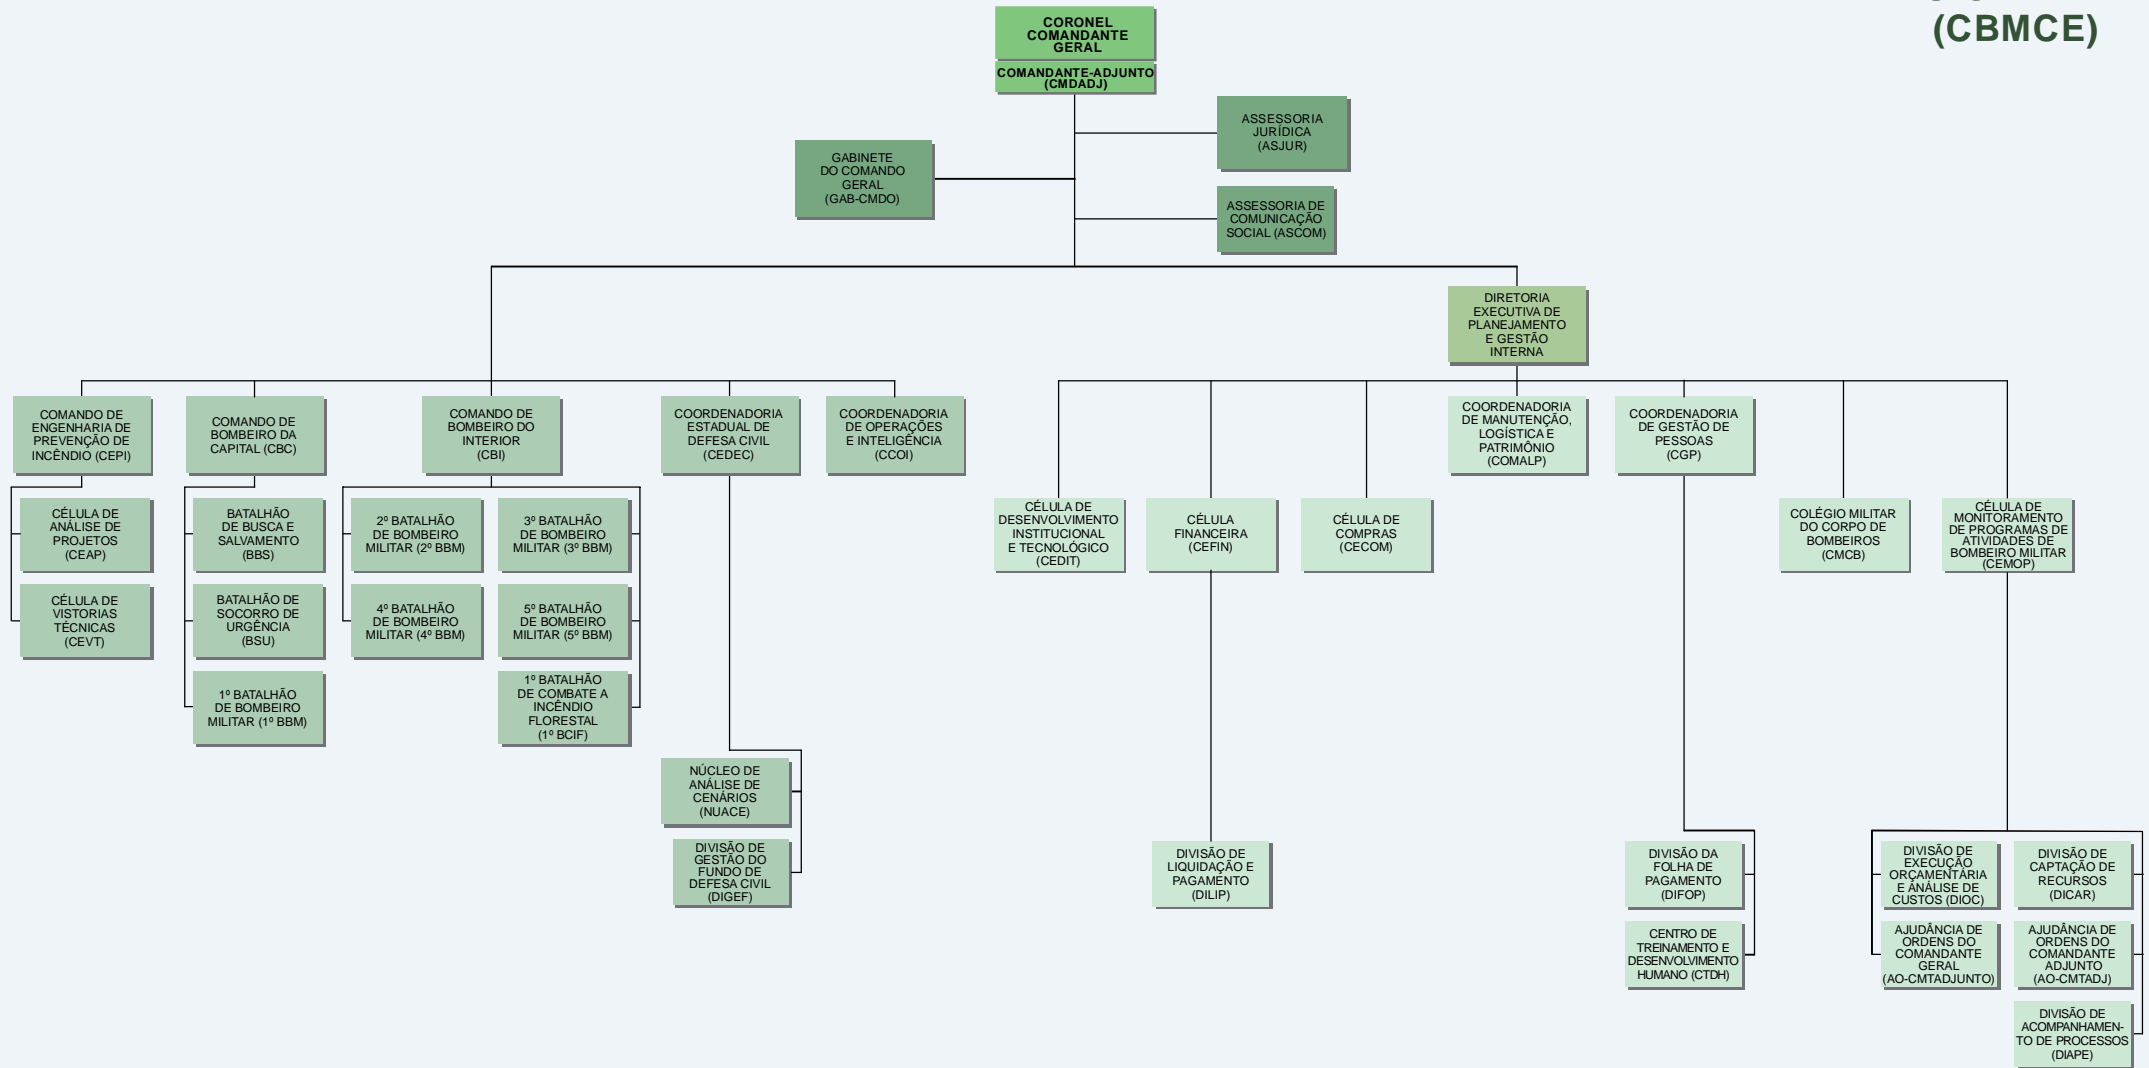 (CBMCE)
CORONEL
COMANDANTE
GERAL
COMANDANTE-ADJUNTO
(CMDADJ)
ASSESSORIA
JURÍDICA
(ASJUR)
GABINETE
DO COMANDO
GERAL
(GAB-CMDO)
ASSESSORIA DE
COMUNICAÇÃO
SOCIAL (ASCOM)
DIRETORIA
EXECUTIVA DE
PLANEJAMENTO
E GESTÃO
INTERNA
COMANDO DE
ENGENHARIA DE
PREVENÇÃO DE
INCÊNDIO (CEPI)
COMANDO DE
BOMBEIRO DA
CAPITAL (CBC)
COMANDO DE
BOMBEIRO DO
INTERIOR
(CBI)
COORDENADORIA
ESTADUAL DE
DEFESA CIVIL
(CEDEC)
COORDENADORIA
DE OPERAÇÕES
E INTELIGÊNCIA
(CCOI)
COORDENADORIA
DE MANUTENÇÃO,
LOGÍSTICA E
PATRIMÔNIO
(COMALP)
COORDENADORIA
DE GESTÃO DE
PESSOAS
(CGP)
CÉLULA DE
ANÁLISE DE
PROJETOS
(CEAP)
BATALHÃO
DE BUSCA E
SALVAMENTO
(BBS)
2º BATALHÃO
DE BOMBEIRO
MILITAR (2º BBM)
3º BATALHÃO
DE BOMBEIRO
MILITAR (3º BBM)
CÉLULA DE
DESENVOLVIMENTO
INSTITUCIONAL
E TECNOLÓGICO
(CEDIT)
CÉLULA
FINANCEIRA
(CEFIN)
CÉLULA DE
COMPRAS
(CECOM)
COLÉGIO MILITAR
DO CORPO DE
BOMBEIROS
(CMCB)
CÉLULA DE
MONITORAMENTO
DE PROGRAMAS DE
ATIVIDADES DE
BOMBEIRO MILITAR
(CEMOP)
CÉLULA DE
VISTORIAS
TÉCNICAS
(CEVT)
BATALHÃO DE
SOCORRO DE
URGÊNCIA
(BSU)
4º BATALHÃO
DE BOMBEIRO
MILITAR (4º BBM)
5º BATALHÃO
DE BOMBEIRO
MILITAR (5º BBM)
1º BATALHÃO
DE BOMBEIRO
MILITAR (1º BBM)
1º BATALHÃO
DE COMBATE A
INCÊNDIO
FLORESTAL
(1º BCIF)
NÚCLEO DE
ANÁLISE DE
CENÁRIOS
(NUACE)
DIVISÃO DE
GESTÃO DO
FUNDO DE
DEFESA CIVIL
(DIGEF)
DIVISÃO DE
LIQUIDAÇÃO E
PAGAMENTO
(DILIP)
DIVISÃO DA
FOLHA DE
PAGAMENTO
(DIFOP)
DIVISÃO DE
EXECUÇÃO
ORÇAMENTÁRIA
E ANÁLISE DE
CUSTOS (DIOC)
DIVISÃO DE
CAPTAÇÃO DE
RECURSOS
(DICAR)
CENTRO DE
TREINAMENTO E
DESENVOLVIMENTO
HUMANO (CTDH)
AJUDÂNCIA DE
ORDENS DO
COMANDANTE
GERAL
(AO-CMTADJUNTO)
AJUDÂNCIA DE
ORDENS DO
COMANDANTE
ADJUNTO
(AO-CMTADJ)
DIVISÃO DE
ACOMPANHAMEN-
TO DE PROCESSOS
(DIAPE)